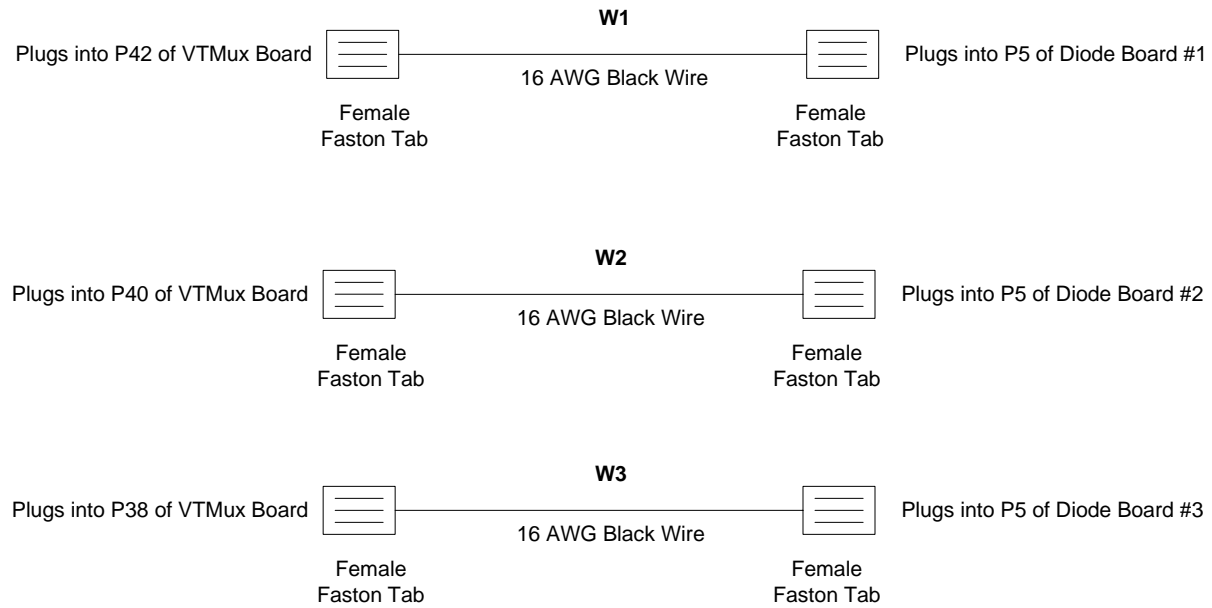 W1
Plugs into P42 of VTMux Board
Plugs into P5 of Diode Board #1
16 AWG Black Wire
Female
Faston Tab
Female
Faston Tab
W2
Plugs into P40 of VTMux Board
Plugs into P5 of Diode Board #2
16 AWG Black Wire
Female
Faston Tab
Female
Faston Tab
W3
Plugs into P38 of VTMux Board
Plugs into P5 of Diode Board #3
16 AWG Black Wire
Female
Faston Tab
Female
Faston Tab